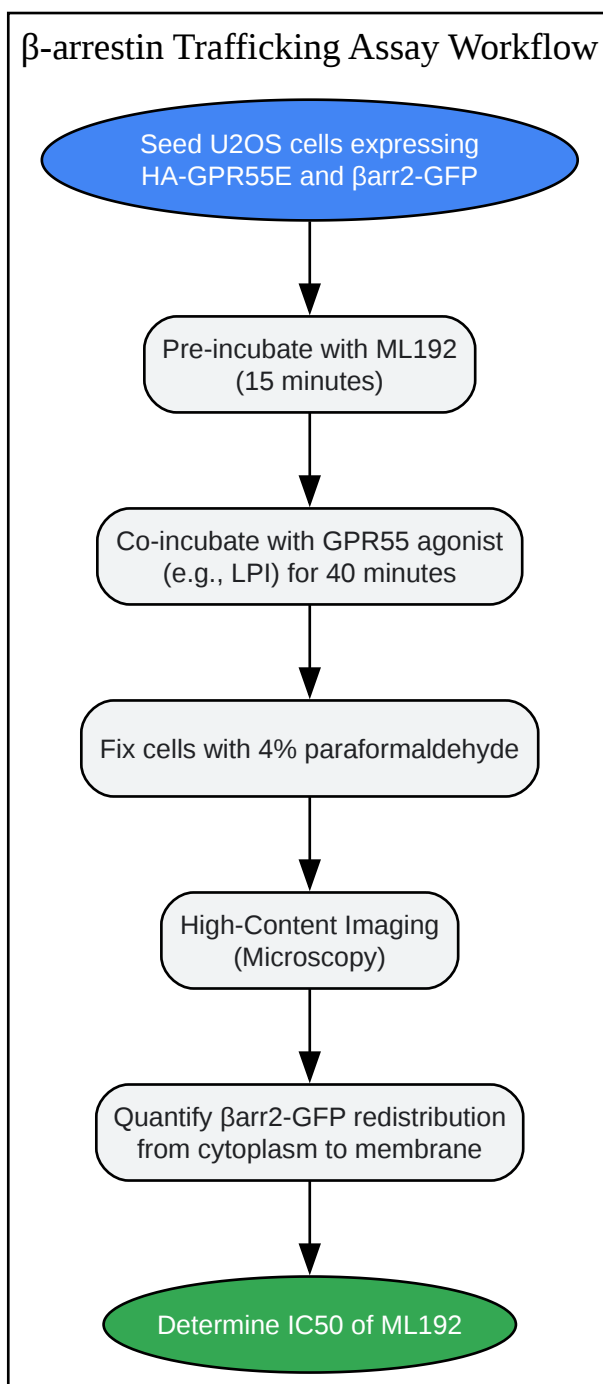 β-arrestin Trafficking Assay Workflow
Seed U2OS cells expressing
HA-GPR55E and βarr2-GFP
Pre-incubate with ML192
(15 minutes)
Co-incubate with GPR55 agonist
(e.g., LPI) for 40 minutes
Fix cells with 4% paraformaldehyde
High-Content Imaging
(Microscopy)
Quantify βarr2-GFP redistribution
from cytoplasm to membrane
Determine IC50 of ML192